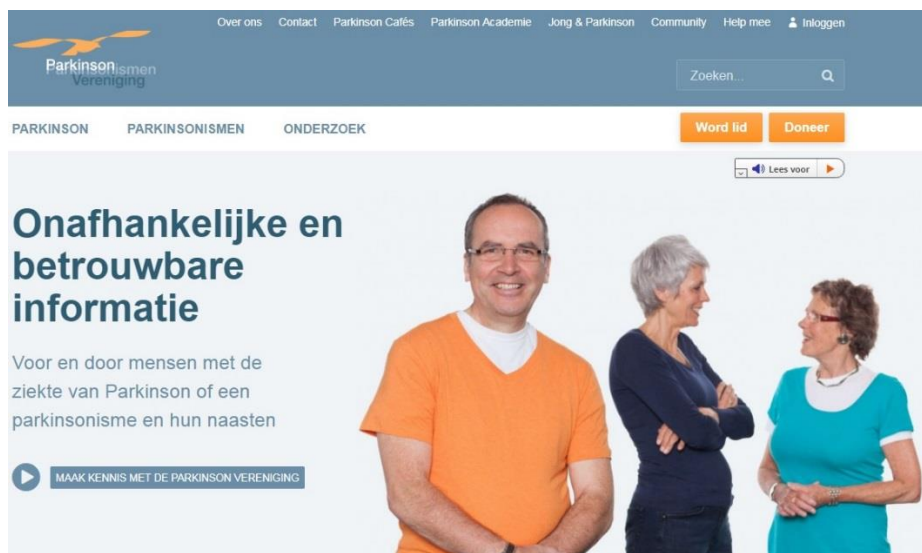 Over ons Contact Parkinson Cafés Parkinson Academie Jong & Parkinson Community Help mee Inloggen
Parkinson
Parkinsonismen
Vereniging
Zoeken...
PARKINSON PARKINSONISMEN ONDERZOEK Word lid Doneer
Lees voor
Onafhankelijke en
betrouwbare
informatie
Voor en door mensen met de
ziekte van Parkinson of een
parkinsonisme en hun naasten
MAAK KENNIS MET DE PARKINSON VERENIGING